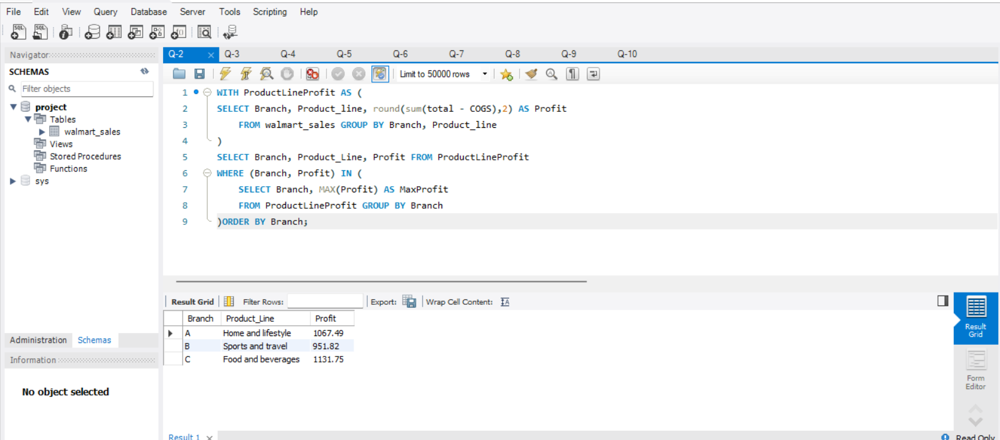 File Edit View Query Database Server Tools Scripting Help
SQL SQL
Navigator
SCHEMAS
Filter objects
project
Tables
walmart_sales
Views
Stored Procedures
Functions
sys
Administration Schemas
Information
No object selected
Q-2 Q-3 Q-4 Q-5 Q-6 Q-7 Q-8 Q-9 Q-10
Limit to 50000 rows
1 WITH ProductLineProfit AS (
2 SELECT Branch, Product_line, round(sum(total - COGS),2) AS Profit
3 FROM walmart_sales GROUP BY Branch, Product_line
4 )
5 SELECT Branch, Product_Line, Profit FROM ProductLineProfit
6 WHERE (Branch, Profit) IN (
7 SELECT Branch, MAX(Profit) AS MaxProfit
8 FROM ProductLineProfit GROUP BY Branch
9 )ORDER BY Branch;
Result Grid Filter Rows: Export: Wrap Cell Content:
Branch Product_Line Profit
A Home and lifestyle 1067.49
B Sports and travel 951.82
C Food and beverages 1131.75
Result
Grid
Form
Editor
Result 1
Read Only